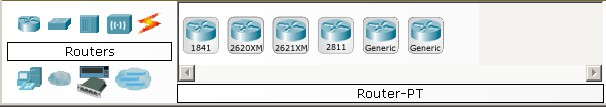 1841 2620XM 2621XM 2811 Generic Generic
Routers
Router-PT